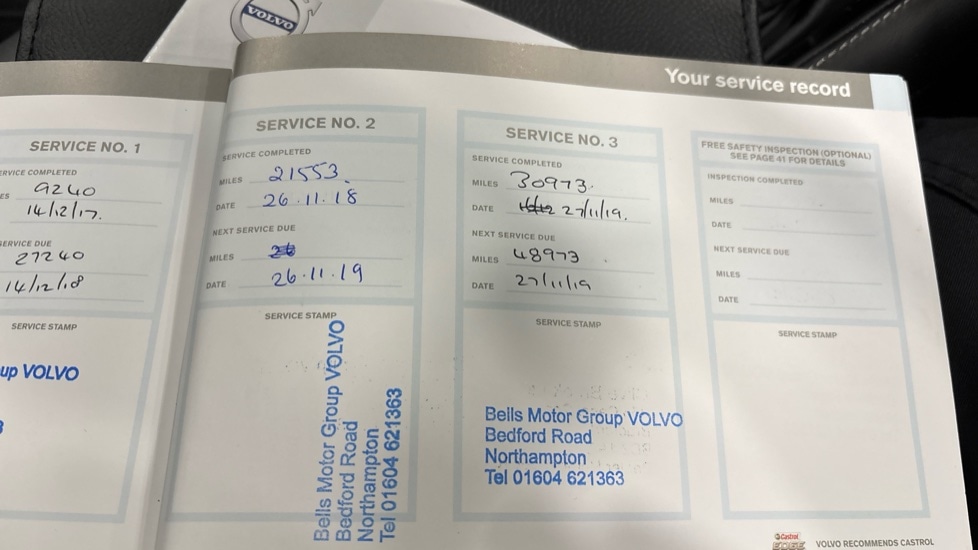 VOLVO
Your service record
SERVICE NO. 1
SERVICE COMPLETED
9240
14/12/17.
SERVICE DUE
27240
14/12/18
SERVICE STAMP
up VOLVO
SERVICE NO. 2
SERVICE COMPLETED
MILES 21553
DATE 26.11.18
NEXT SERVICE DUE
MILES
DATE 26.11.19
SERVICE STAMP
Bells Motor Group VOLVO
Bedford Road
Northampton
Tel 01604 621363
SERVICE NO. 3
SERVICE COMPLETED
MILES 30973.
DATE 27/11/19.
NEXT SERVICE DUE
MILES 48973
DATE 27/11/19
SERVICE STAMP
Bells Motor Group VOLVO
Bedford Road
Northampton
Tel 01604 621363
FREE SAFETY INSPECTION (OPTIONAL)
SEE PAGE 41 FOR DETAILS
INSPECTION COMPLETED
MILES
DATE
NEXT SERVICE DUE
MILES
DATE
SERVICE STAMP
Castrol
EDGE
VOLVO RECOMMENDS CASTROL